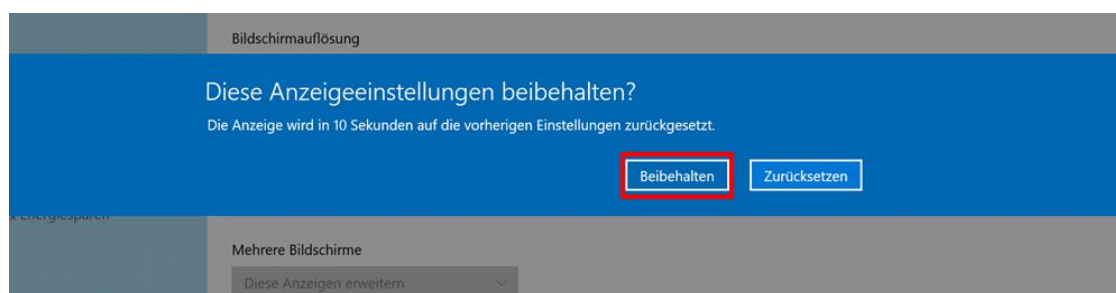 Bildschirmauflösung
Diese Anzeigeeinstellungen beibehalten?
Die Anzeige wird in 10 Sekunden auf die vorherigen Einstellungen zurückgesetzt.
Beibehalten Zurücksetzen
& Energiesparen
Mehrere Bildschirme
Diese Anzeigen erweitern